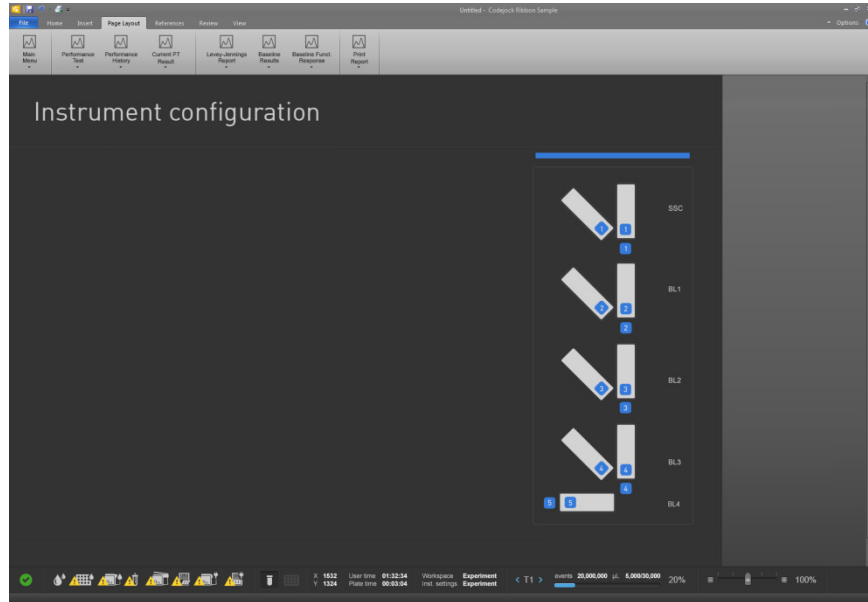 Untitled - Codejock Ribbon Sample
File Home Insert Page Layout References Review View
Options
Main Menu
Performance Test
Performance History
Current PT Result
Levey-Jennings Report
Baseline Results
Baseline Funct. Response
Print Report
Instrument configuration
SSC
1 1
1
BL1
2 2
2
BL2
3 3
3
BL3
4 4
4
5 5 BL4
X 1532 User time 01:32:34 Workspace Experiment
Y 1324 Plate time 00:03:04 Inst. settings Experiment
< T1 > events 20,000,000 µL 5,000/30,000 20% 100%